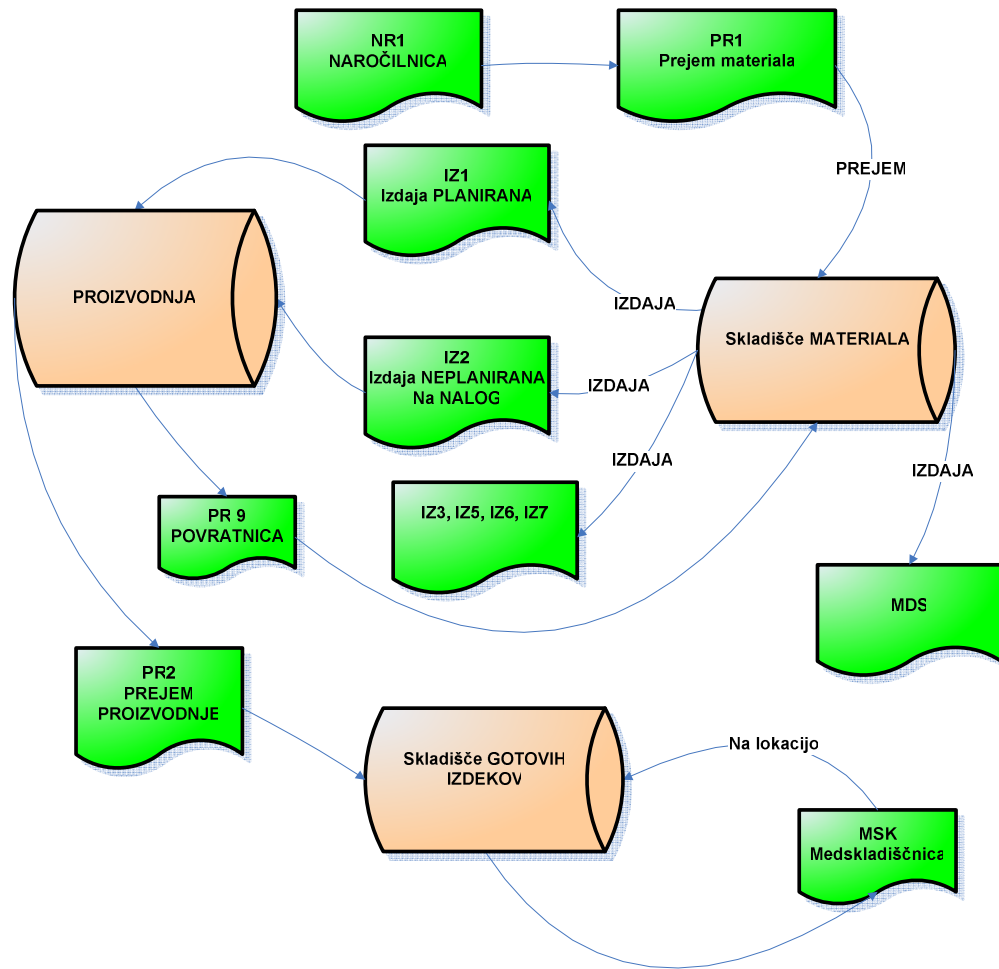 NR1
NAROČILNICA
PR1
Prejem materiala
PREJEM
IZ1
Izdaja PLANIRANA
PROIZVODNJA
IZDAJA
Skladišče MATERIALA
IZ2
Izdaja NEPLANIRANA
Na NALOG
IZDAJA
IZDAJA
IZDAJA
IZ3, IZ5, IZ6, IZ7
PR 9
POVRATNICA
MDS
PR2
PREJEM
PROIZVODNJE
Skladišče GOTOVIH
IZDEKOV
Na lokacijo
MSK
Medskladiščnica